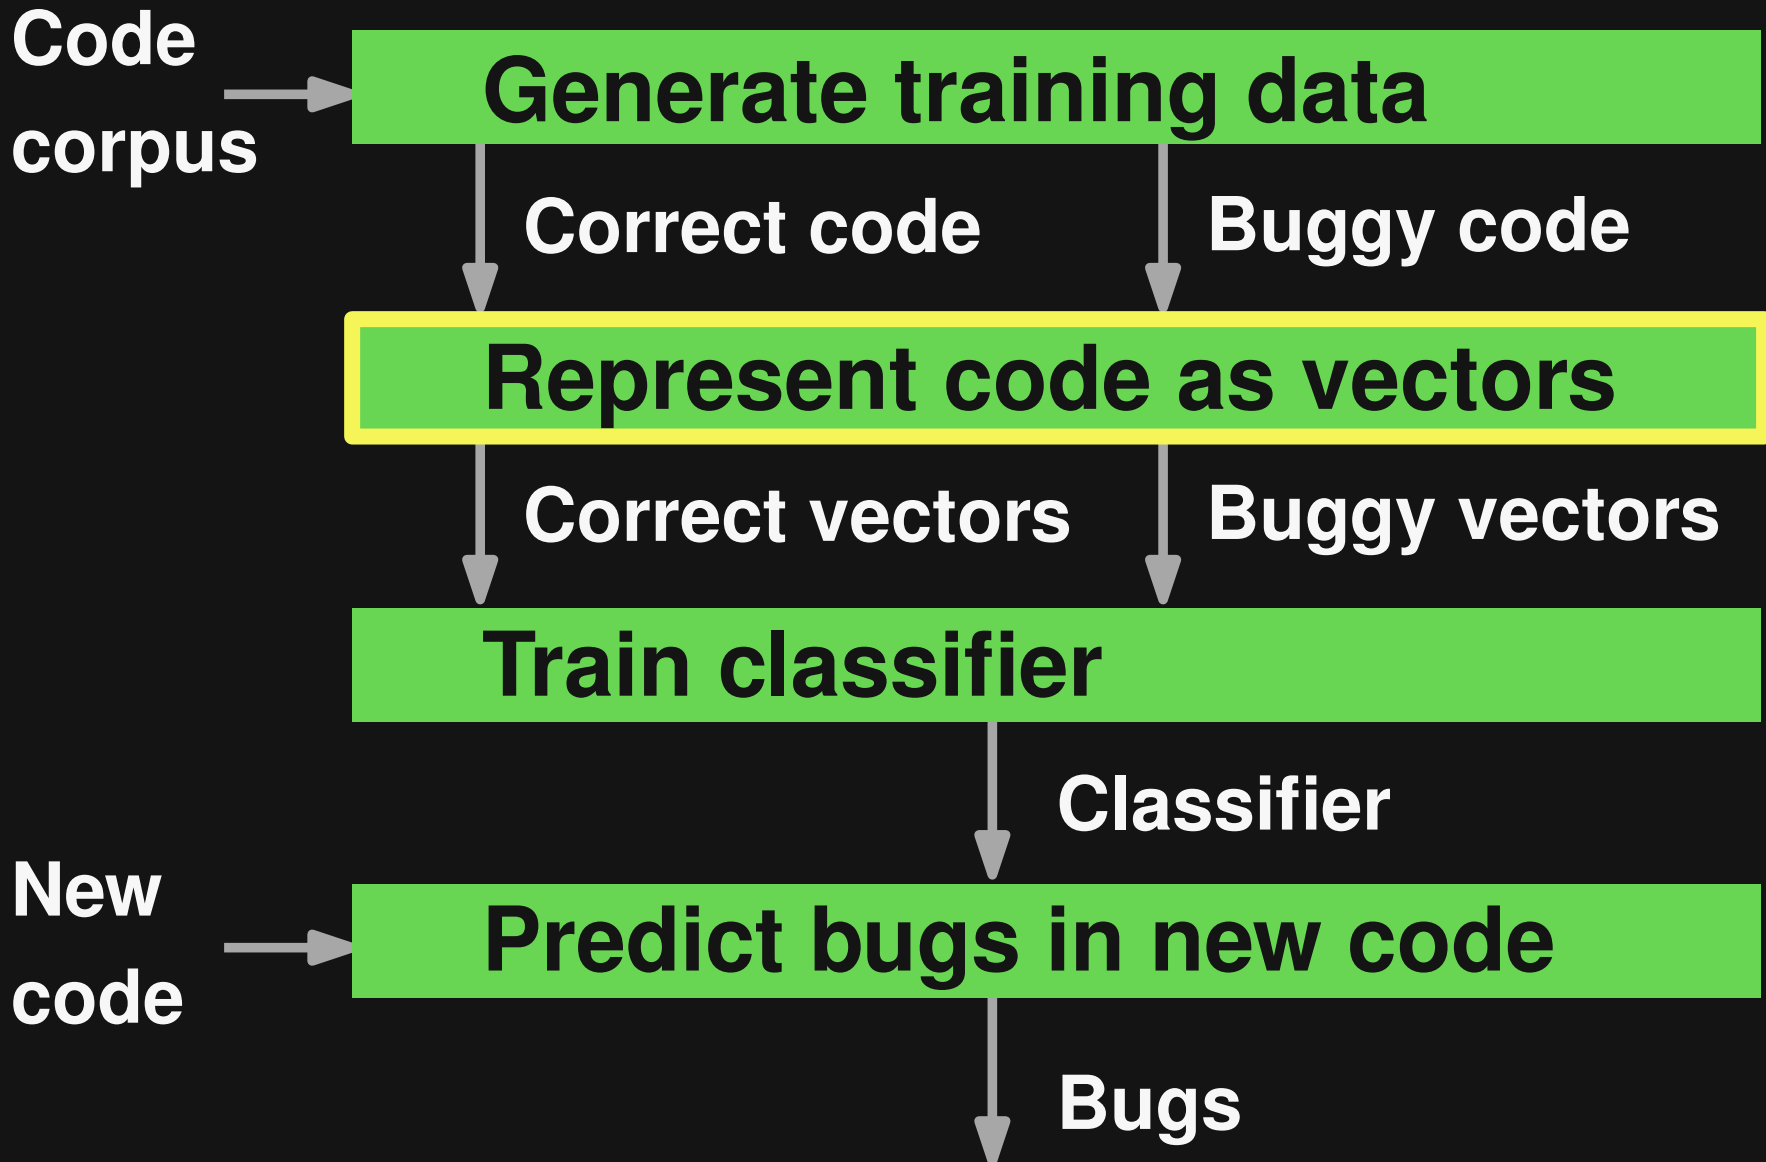 Code
corpus
Generate training data
Correct code
Buggy code
Represent code as vectors
Correct vectors
Buggy vectors
Train classifier
Classifier
New
code
Predict bugs in new code
Bugs